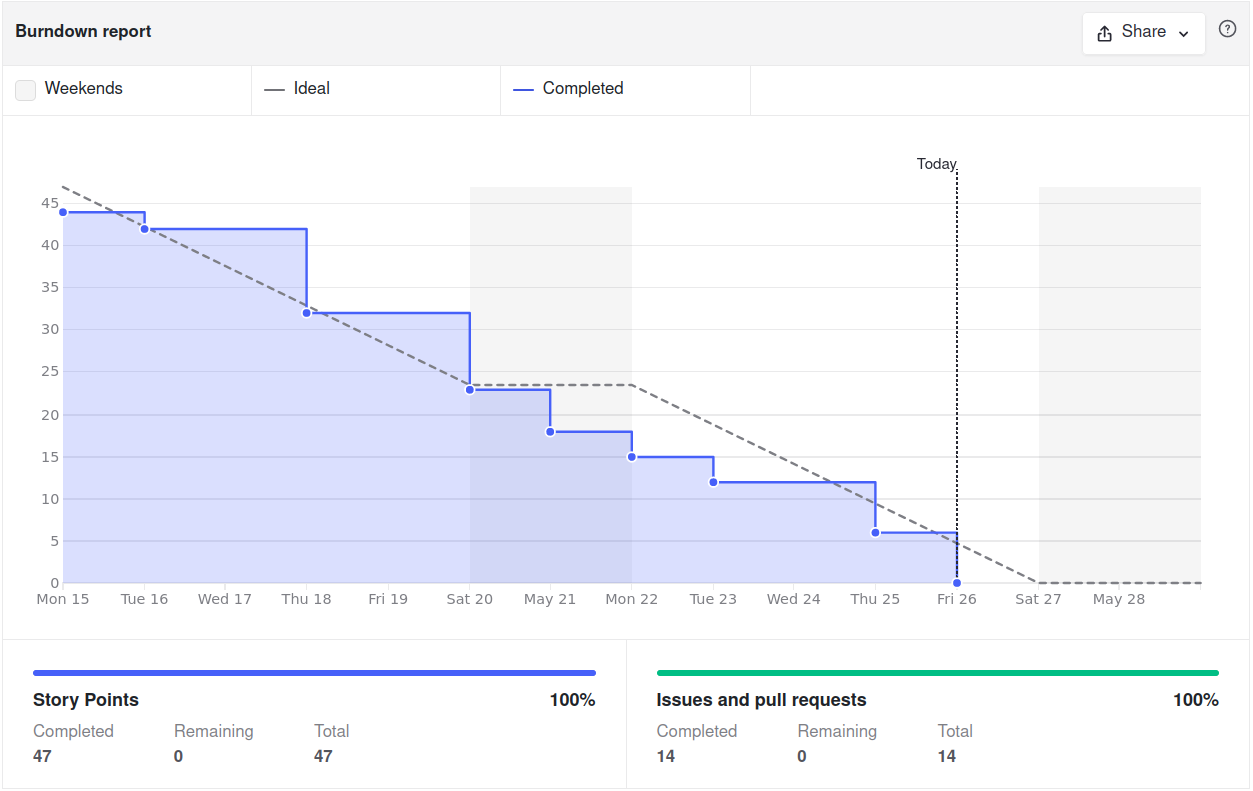 Burndown report
Share
Weekends
Ideal
Completed
Today
45
40
35
30
25
20
15
10
5
0
Mon 15 Tue 16 Wed 17 Thu 18 Fri 19 Sat 20 May 21 Mon 22 Tue 23 Wed 24 Thu 25 Fri 26 Sat 27 May 28
Story Points 100%
Completed Remaining Total
47 0 47
Issues and pull requests 100%
Completed Remaining Total
14 0 14